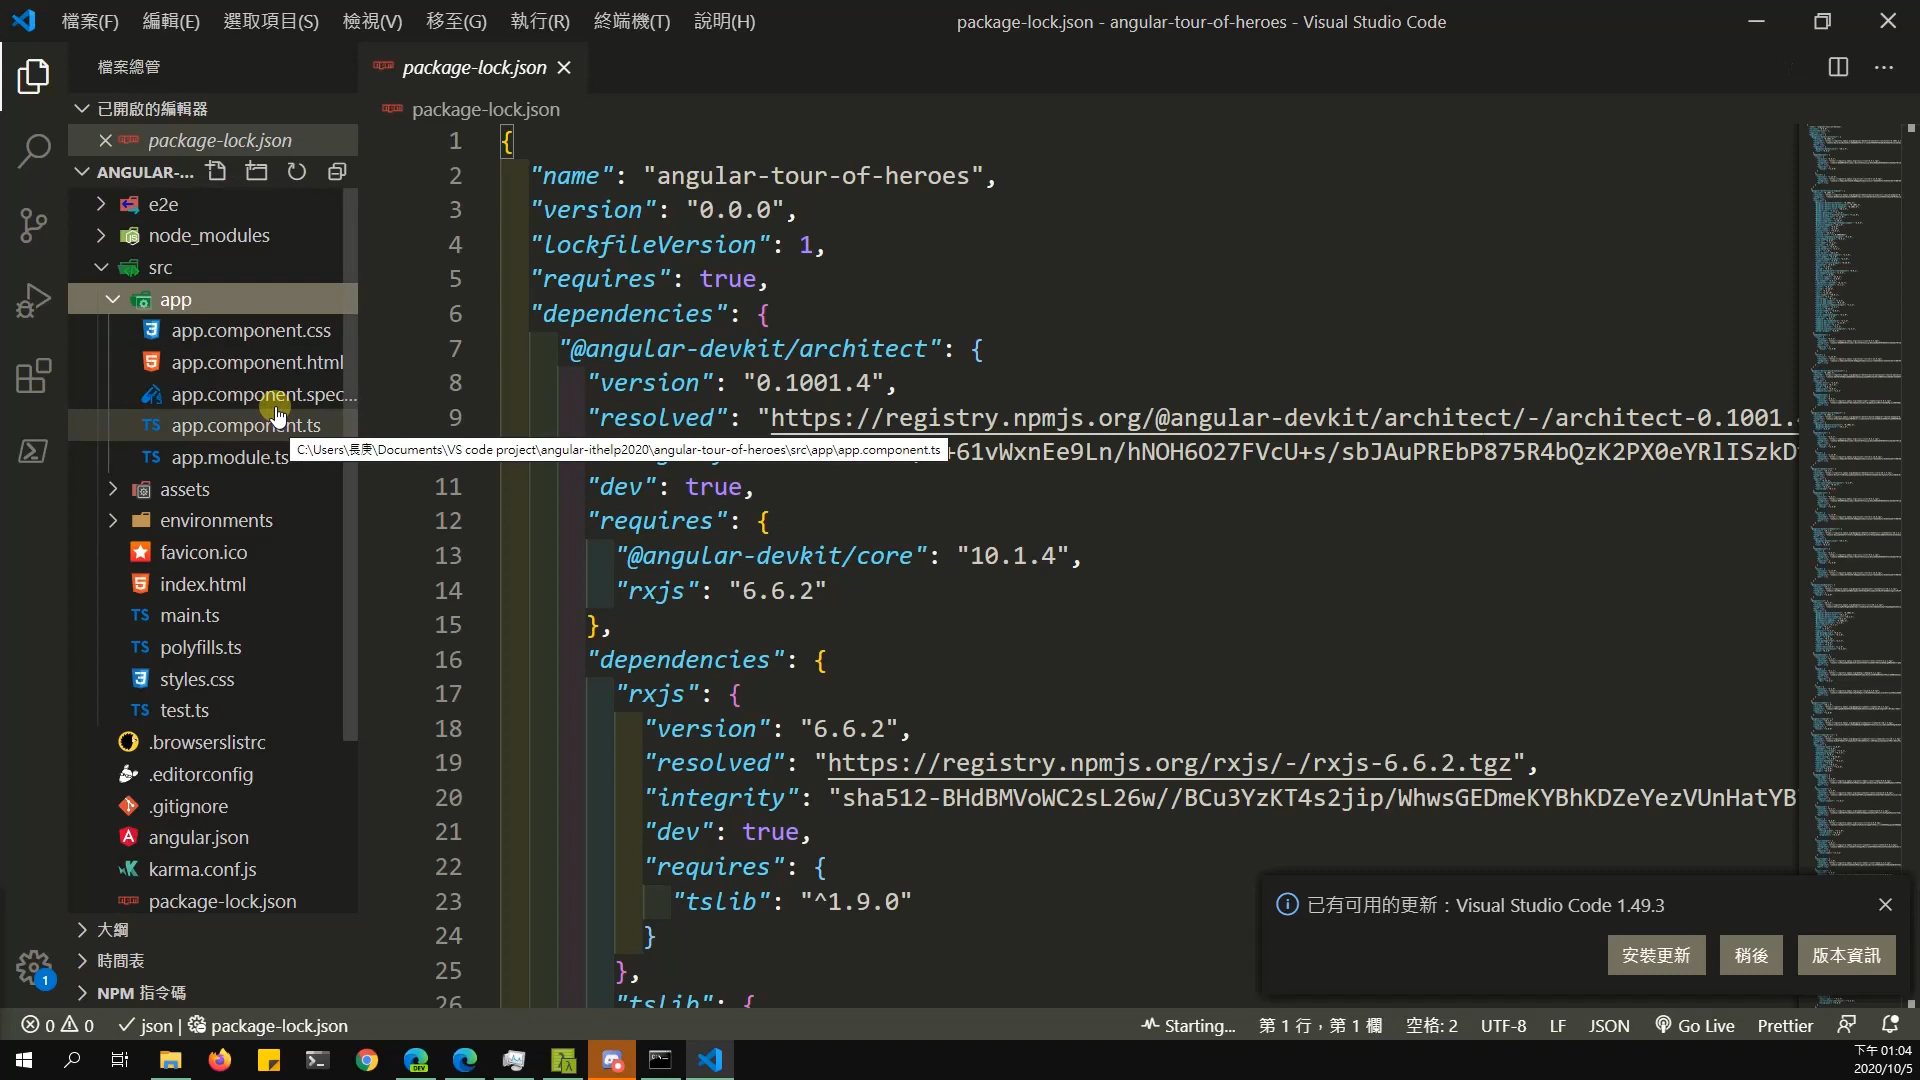 檔案(F) 編輯(E) 選取項目(S) 檢視(V) 移至(G) 執行(R) 終端機(T) 說明(H)
package-lock.json - angular-tour-of-heroes - Visual Studio Code
檔案總管
已開啟的編輯器
package-lock.json
ANGULAR-...
e2e
node_modules
src
app
app.component.css
app.component.html
app.component.spec...
app.component.ts
app.module.ts
assets
environments
favicon.ico
index.html
main.ts
polyfills.ts
styles.css
test.ts
.browserslistrc
.editorconfig
.gitignore
angular.json
karma.conf.js
package-lock.json
大綱
時間表
NPM 指令碼
1
package-lock.json
package-lock.json
1 {
2 "name": "angular-tour-of-heroes",
3 "version": "0.0.0",
4 "lockfileVersion": 1,
5 "requires": true,
6 "dependencies": {
7 "@angular-devkit/architect": {
8 "version": "0.1001.4",
9 "resolved": "https://registry.npmjs.org/@angular-devkit/architect/-/architect-0.1001.
C:\Users\長庚\Documents\VS code project\angular-ithelp2020\angular-tour-of-heroes\src\app\app.component.ts
+61vWxnEe9Ln/hNOH6O27FVcU+s/sbJAuPREbP875R4bQzK2PX0eYRlISzkD
11 "dev": true,
12 "requires": {
13 "@angular-devkit/core": "10.1.4",
14 "rxjs": "6.6.2"
15 },
16 "dependencies": {
17 "rxjs": {
18 "version": "6.6.2",
19 "resolved": "https://registry.npmjs.org/rxjs/-/rxjs-6.6.2.tgz",
20 "integrity": "sha512-BHdBMVoWC2sL26w//BCu3YzKT4s2jip/WhwsGEDmeKYBhKDZeYezVUnHatYB
21 "dev": true,
22 "requires": {
23 "tslib": "^1.9.0"
24 }
25 },
26 "tslib": {
已有可用的更新：Visual Studio Code 1.49.3
安裝更新 稍後 版本資訊
0 0 json | package-lock.json
Starting... 第 1 行，第 1 欄 空格: 2 UTF-8 LF JSON Go Live Prettier
DEV
下午 01:04
2020/10/5